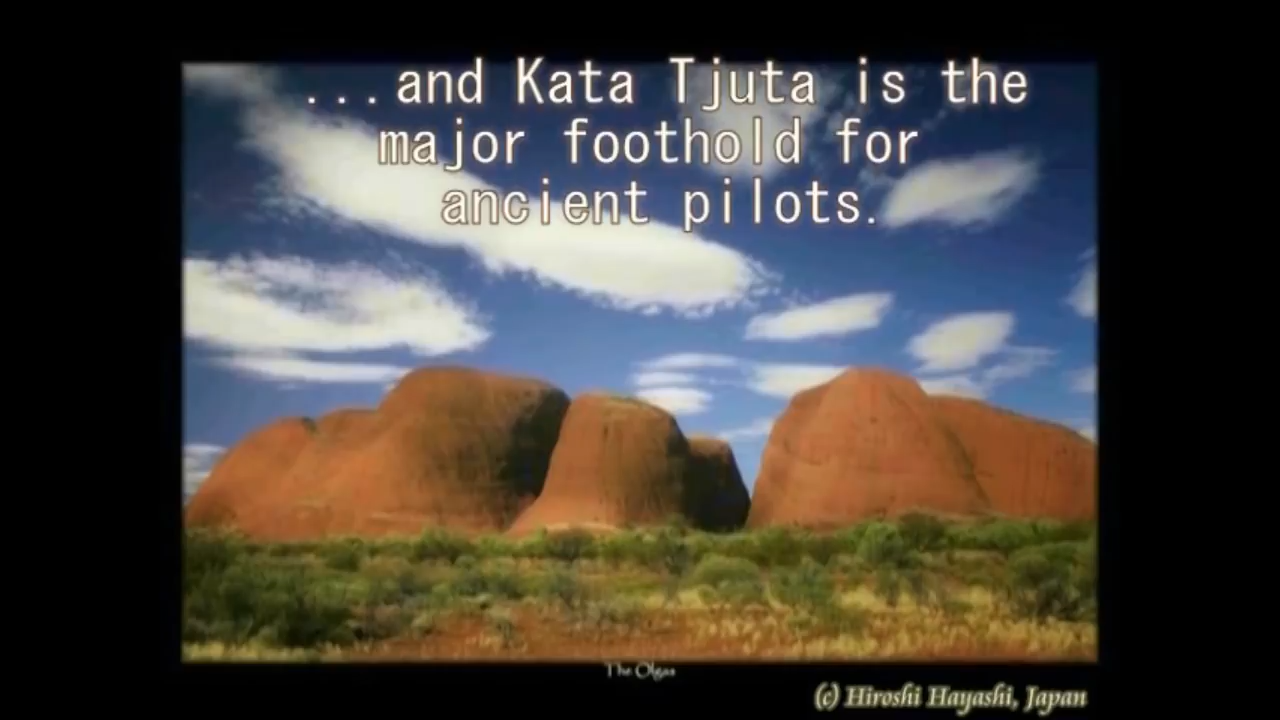 ...and Kata Tjuta is the
major foothold for
ancient pilots.
The Olgas
(c) Hiroshi Hayashi, Japan